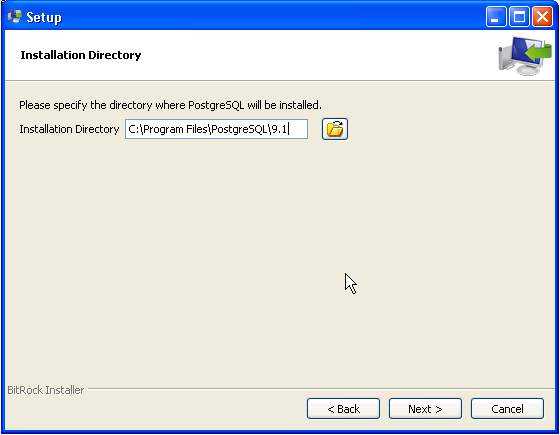 Setup
Installation Directory
Please specify the directory where PostgreSQL will be installed.
Installation Directory C:\Program Files\PostgreSQL\9.1
BitRock Installer
< Back Next > Cancel